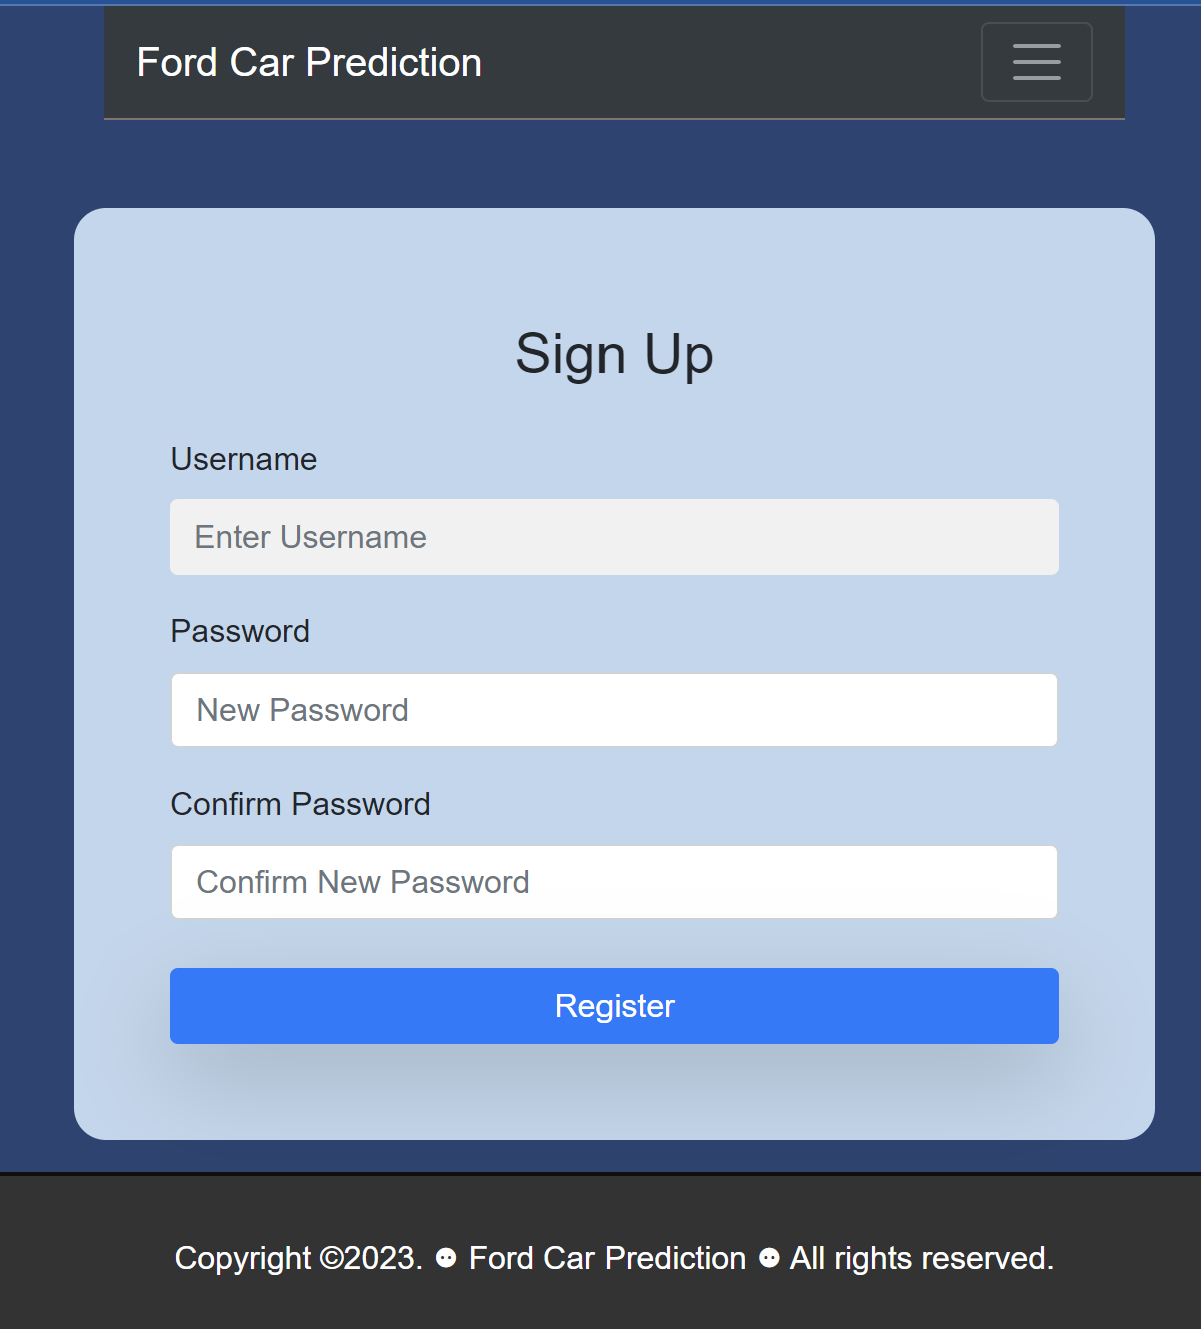 Ford Car Prediction
Sign Up
Username
Enter Username
Password
New Password
Confirm Password
Confirm New Password
Register
Copyright ©2023. ⚉ Ford Car Prediction ⚉ All rights reserved.